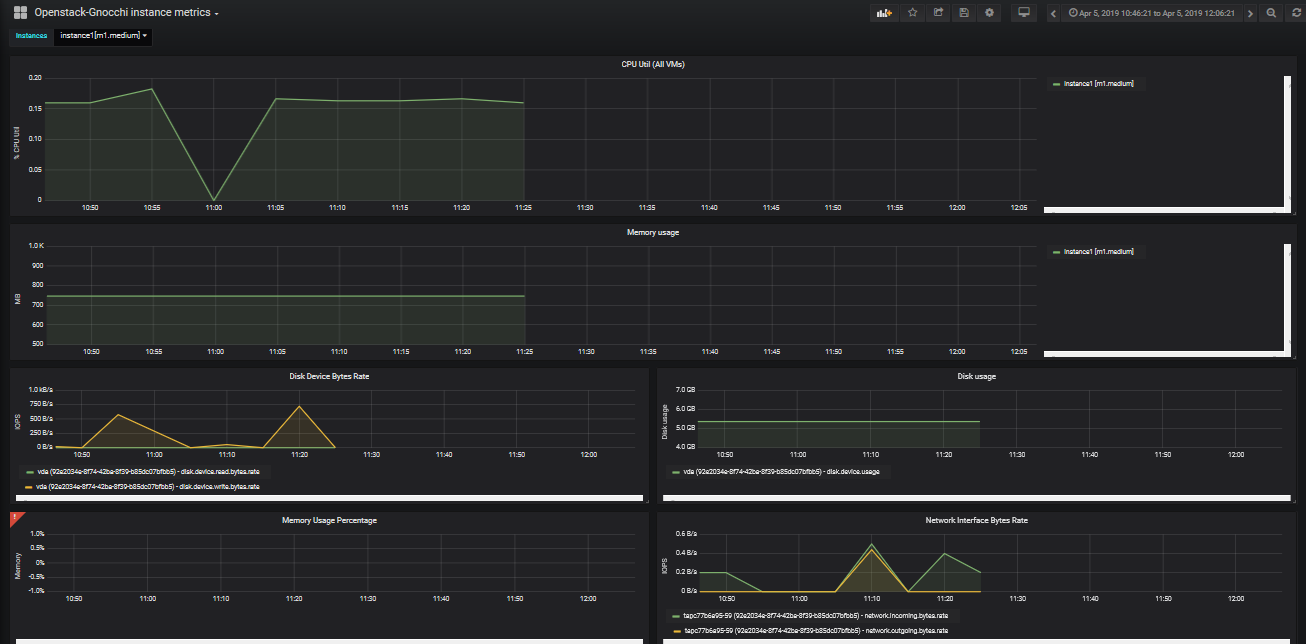 Openstack-Gnocchi instance metrics
Apr 5, 2019 10:46:21 to Apr 5, 2019 12:06:21
Instances instance1[m1.medium]
CPU Util (All VMs)
% CPU Util
0.20
0.15
0.10
0.05
0
10:50 10:55 11:00 11:05 11:10 11:15 11:20 11:25 11:30 11:35 11:40 11:45 11:50 11:55 12:00 12:05
instance1 [m1.medium]
Memory usage
MB
1.0 K
900
800
700
600
500
10:50 10:55 11:00 11:05 11:10 11:15 11:20 11:25 11:30 11:35 11:40 11:45 11:50 11:55 12:00 12:05
instance1 [m1.medium]
Disk Device Bytes Rate
IOPS
1.0 kB/s
750 B/s
500 B/s
250 B/s
0 B/s
10:50 11:00 11:10 11:20 11:30 11:40 11:50 12:00
vda (92e2034e-8f74-42be-8f39-b85dc07bfbb5) - disk.device.read.bytes.rate
vda (92e2034e-8f74-42be-8f39-b85dc07bfbb5) - disk.device.write.bytes.rate
Disk usage
Disk usage
7.0 GB
6.0 GB
5.0 GB
4.0 GB
10:50 11:00 11:10 11:20 11:30 11:40 11:50 12:00
vda (92e2034e-8f74-42be-8f39-b85dc07bfbb5) - disk.device.usage
!
Memory Usage Percentage
Memory
1.0%
0.5%
0%
-0.5%
-1.0%
10:50 11:00 11:10 11:20 11:30 11:40 11:50 12:00
Network Interface Bytes Rate
IOPS
0.6 B/s
0.4 B/s
0.2 B/s
0 B/s
10:50 11:00 11:10 11:20 11:30 11:40 11:50 12:00
tapc77b6a95-59 (92e2034e-8f74-42be-8f39-b85dc07bfbb5) - network.incoming.bytes.rate
tapc77b6a95-59 (92e2034e-8f74-42be-8f39-b85dc07bfbb5) - network.outgoing.bytes.rate